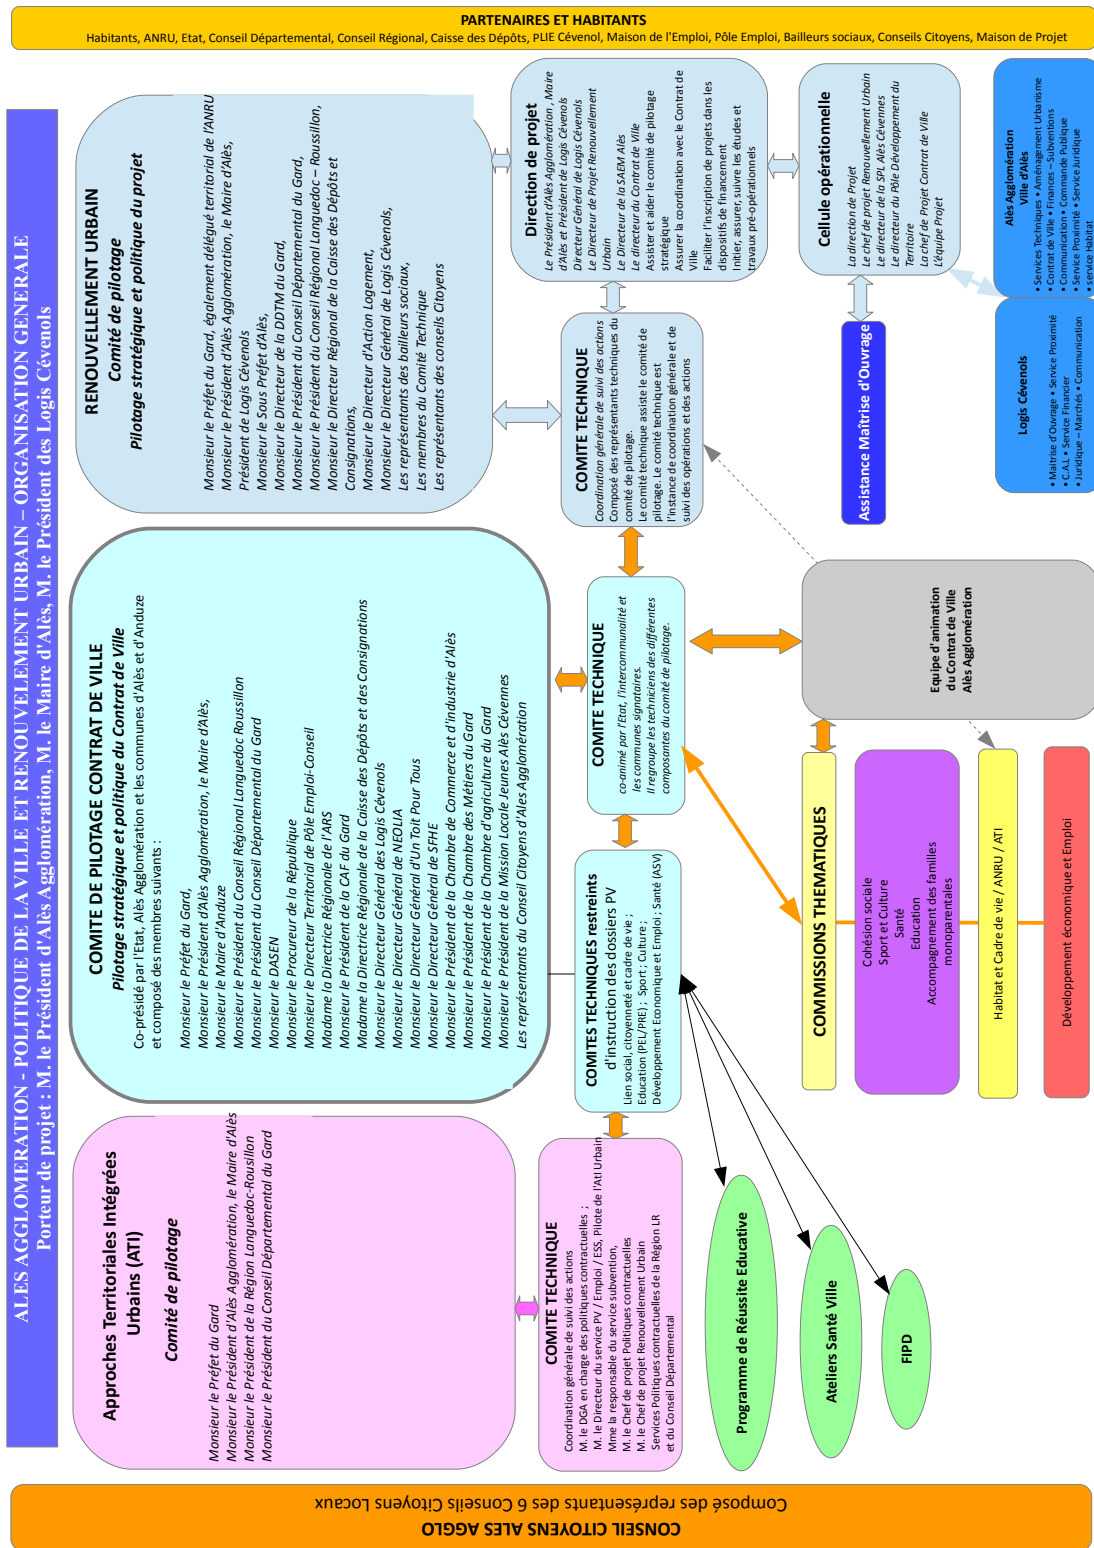 PARTENAIRES ET HABITANTS
Habitants, ANRU, Etat, Conseil Départemental, Conseil Régional, Caisse des Dépôts, PLIE Cévenol, Maison de l'Emploi, Pôle Emploi, Bailleurs sociaux, Conseils Citoyens, Maison de Projet
ALES AGGLOMERATION - POLITIQUE DE LA VILLE ET RENOUVELEMENT URBAIN – ORGANISATION GENERALE
Porteur de projet : M. le Président d'Alès Agglomération, M. le Maire d'Alès, M. le Président des Logis Cévenols
Approches Territoriales Intégrées
Urbains (ATI)
Comité de pilotage
Monsieur le Préfet du Gard
Monsieur le Président d'Alès Agglomération, le Maire d'Alès
Monsieur le Président de la Région Languedoc-Rousillon
Monsieur le Président du Conseil Départemental du Gard
COMITE DE PILOTAGE CONTRAT DE VILLE
Pilotage stratégique et politique du Contrat de Ville
Co-présidé par l'Etat, Alès Agglomération et les communes d'Alès et d'Anduze
et composé des membres suivants :
Monsieur le Préfet du Gard,
Monsieur le Président d'Alès Agglomération, le Maire d'Alès,
Monsieur le Maire d'Anduze
Monsieur le Président du Conseil Régional Languedoc Roussillon
Monsieur le Président du Conseil Départemental du Gard
Monsieur le DASEN
Monsieur le Procureur de la République
Monsieur le Directeur Territorial de Pôle Emploi-Conseil
Madame la Directrice Régionale de l'ARS
Monsieur le Président de la CAF du Gard
Madame la Directrice Régionale de la Caisse des Dépôts et des Consignations
Monsieur le Directeur Général des Logis Cévenols
Monsieur le Directeur Général de NEOLIA
Monsieur le Directeur Général d'Un Toit Pour Tous
Monsieur le Directeur Général de SFHE
Monsieur le Président de la Chambre de Commerce et d'industrie d'Alès
Monsieur le Président de la Chambre des Métiers du Gard
Monsieur le Président de la Chambre d'agriculture du Gard
Monsieur le Président de la Mission Locale Jeunes Alès Cévennes
Les représentants du Conseil Citoyens d'Ales Agglomération
RENOUVELLEMENT URBAIN
Comité de pilotage
Pilotage stratégique et politique du projet
Monsieur le Préfet du Gard, également délégué territorial de l'ANRU
Monsieur le Président d'Alès Agglomération, le Maire d'Alès,
Président de Logis Cévenols
Monsieur le Sous Préfet d'Alès,
Monsieur le Directeur de la DDTM du Gard,
Monsieur le Président du Conseil Départemental du Gard,
Monsieur le Président du Conseil Régional Languedoc – Roussillon,
Monsieur le Directeur Régional de la Caisse des Dépôts et
Consignations,
Monsieur le Directeur d'Action Logement,
Monsieur le Directeur Général de Logis Cévenols,
Les représentants des bailleurs sociaux,
Les membres du Comité Technique
Les représentants des conseils Citoyens
COMITE TECHNIQUE
Coordination générale de suivi des actions
M. le DGA en charge des politiques contractuelles ;
M. le Directeur du service PV / Emploi / ESS, Pilote de l'AtI Urbain
Mme la responsable du service subvention,
M. le Chef de projet Politiques contractuelles
M. le Chef de projet Renouvellement Urbain
Services Politiques contractuelles de la Région LR
et du Conseil Départemental
COMITES TECHNIQUES restreints
d'instruction des dossiers PV
Lien social, citoyenneté et cadre de vie ;
Education (PEL/PRE) ; Sport ; Culture ;
Développement Economique et Emploi ; Santé (ASV)
COMITE TECHNIQUE
co-animé par l'Etat, l'intercommunalité et
les communes signataires.
Il regroupe les techniciens des différentes
composantes du comité de pilotage.
COMITE TECHNIQUE
Coordination générale de suivi des actions
Composé des représentants techniques du
comité de pilotage.
Le comité technique assiste le comité de
pilotage. Le comité technique est
l'instance de coordination générale et de
suivi des opérations et des actions
Direction de projet
Le Président d'Alès Agglomération , Maire
d'Alès et Président de Logis Cévenols
Directeur Général de Logis Cévenols
Le Directeur de Projet Renouvellement
Urbain
Le Directeur de la SAEM Alès
Le Directeur du Contrat de Ville
Assister et aider le comité de pilotage
stratégique
Assurer la coordination avec le Contrat de
Ville
Faciliter l'inscription de projets dans les
dispositifs de financement
Initier, assurer, suivre les études et
travaux pré-opérationnels
Cellule opérationnelle
La direction de Projet
Le chef de projet Renouvellement Urbain
Le directeur de la SPL Alès Cévennes
Le directeur du Pôle Développement du
Territoire
La chef de Projet Contrat de Ville
L'équipe Projet
Assistance Maîtrise d'Ouvrage
Alès Agglomération
Ville d'Alès
• Services Techniques • Aménagement Urbanisme
• Contrat de Ville • Finances – Subventions
• Communication • Commande Publique
• Service Proximité • Service Juridique
• service Habitat
Logis Cévenols
• Maitrise d'Ouvrage • Service Proximité
• C.A.L • Service Financier
• Juridique – Marchés • Communication
Equipe d'animation
du Contrat de Ville
Alès Agglomération
COMMISSIONS THEMATIQUES
Cohésion sociale
Sport et Culture
Santé
Education
Accompagnement des familles
monoparentales
Habitat et Cadre de vie / ANRU / ATI
Développement économique et Emploi
Programme de Réussite Educative
Ateliers Santé Ville
FIPD
CONSEIL CITOYENS ALES AGGLO
Composé des représentants des 6 Conseils Citoyens Locaux